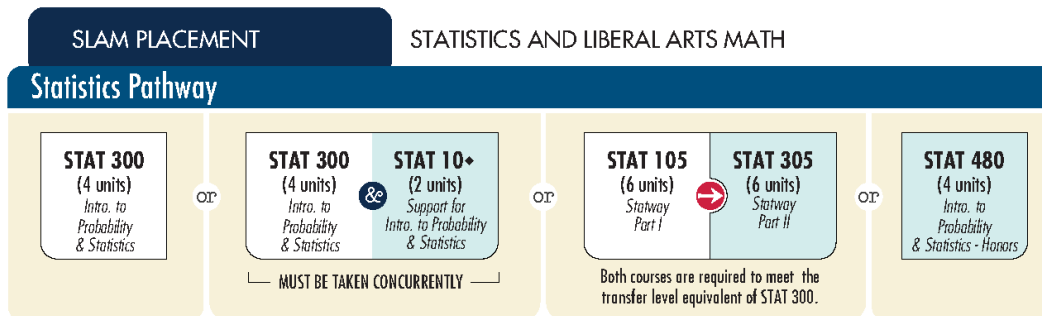 SLAM PLACEMENT
STATISTICS AND LIBERAL ARTS MATH
Statistics Pathway
STAT 300
(4 units)
Intro. to
Probability
& Statistics
or
STAT 300
(4 units)
Intro. to
Probability
& Statistics
&
STAT 10◆
(2 units)
Support for
Intro. to Probability
& Statistics
MUST BE TAKEN CONCURRENTLY
or
STAT 105
(6 units)
Statway
Part I
STAT 305
(6 units)
Statway
Part II
Both courses are required to meet the
transfer level equivalent of STAT 300.
or
STAT 480
(4 units)
Intro. to
Probability
& Statistics - Honors